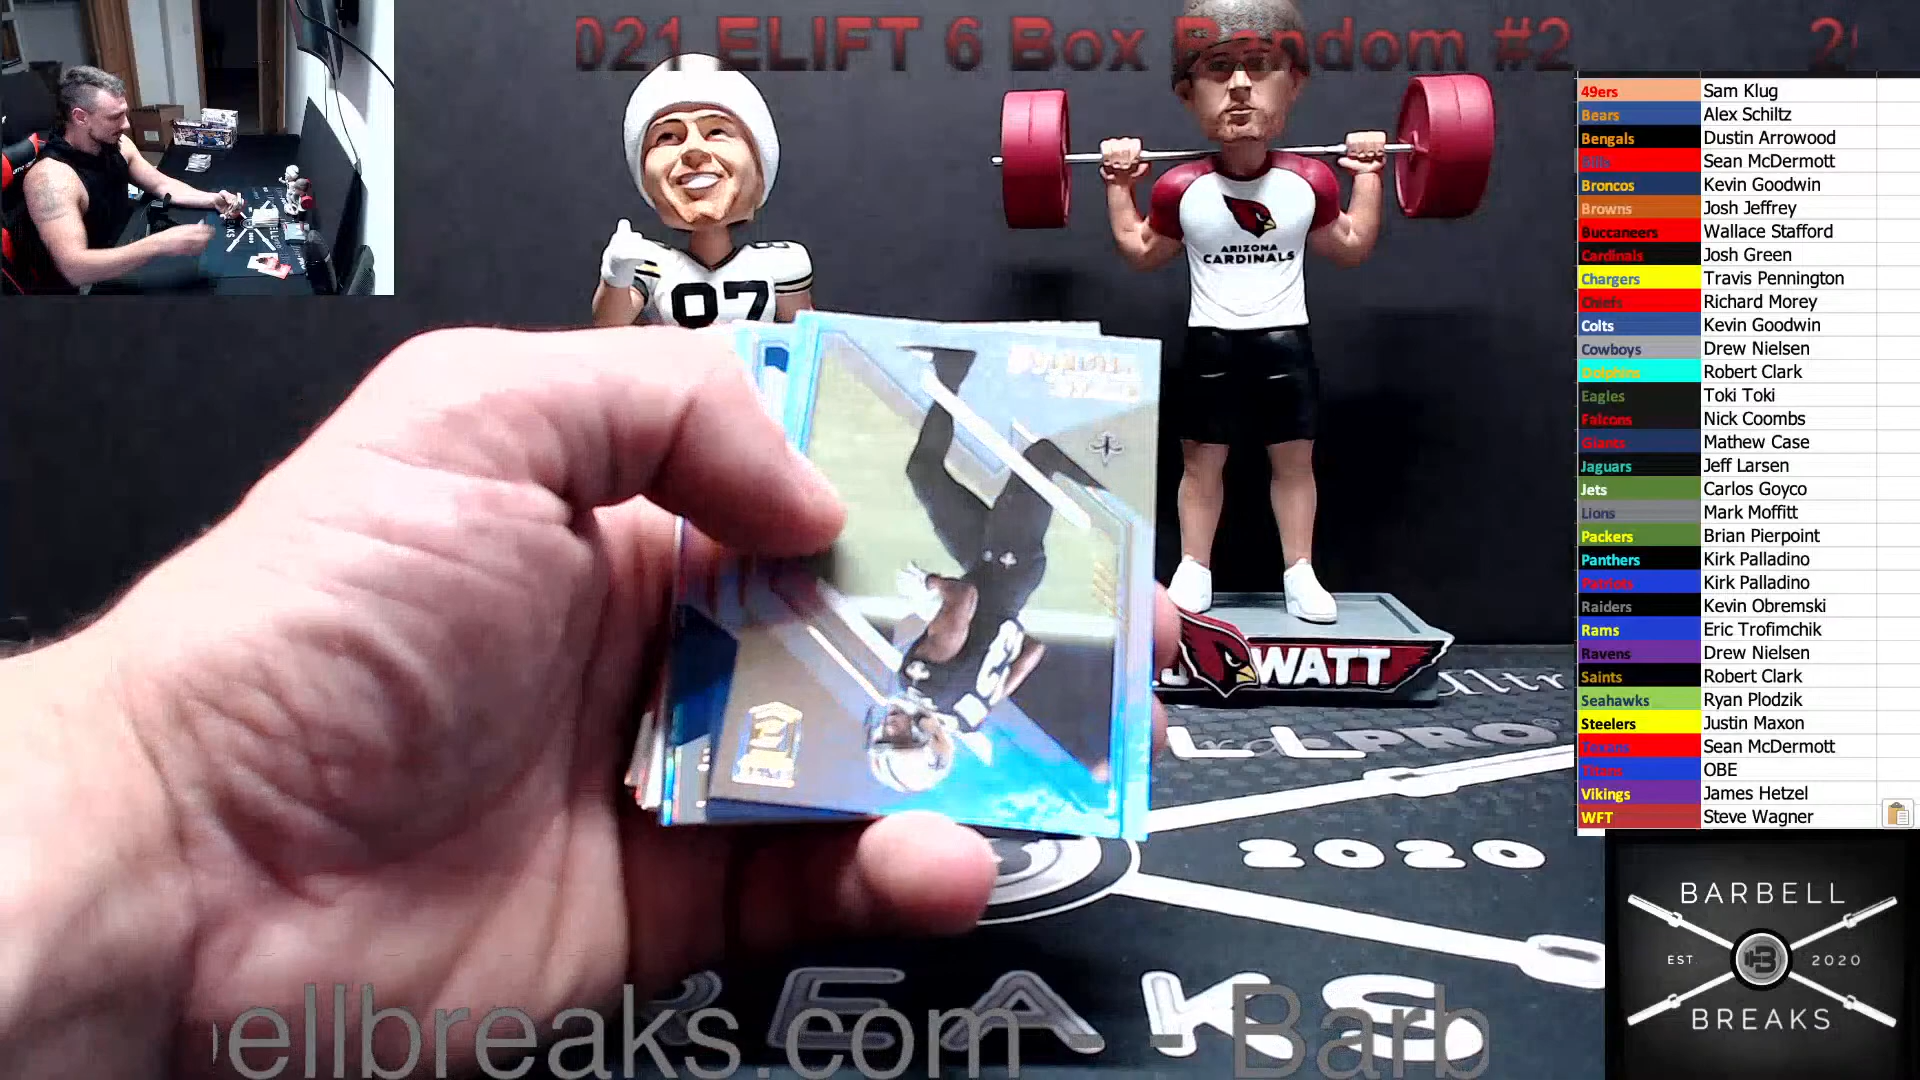 021 ELIFT 6 Box Random #2
49ers Sam Klug
Bears Alex Schiltz
Bengals Dustin Arrowood
Bills Sean McDermott
Broncos Kevin Goodwin
Browns Josh Jeffrey
Buccaneers Wallace Stafford
Cardinals Josh Green
Chargers Travis Pennington
Chiefs Richard Morey
Colts Kevin Goodwin
Cowboys Drew Nielsen
Dolphins Robert Clark
Eagles Toki Toki
Falcons Nick Coombs
Giants Mathew Case
Jaguars Jeff Larsen
Jets Carlos Goyco
Lions Mark Moffitt
Packers Brian Pierpoint
Panthers Kirk Palladino
Patriots Kirk Palladino
Raiders Kevin Obremski
Rams Eric Trofimchik
Ravens Drew Nielsen
Saints Robert Clark
Seahawks Ryan Plodzik
Steelers Justin Maxon
Texans Sean McDermott
Titans OBE
Vikings James Hetzel
WFT Steve Wagner
ARIZONA
CARDINALS
97
WATT
Ultra
PRO
2020
BREAKS
ellbreaks.com - - Barb
BARBELL
EST. 2020
BREAKS